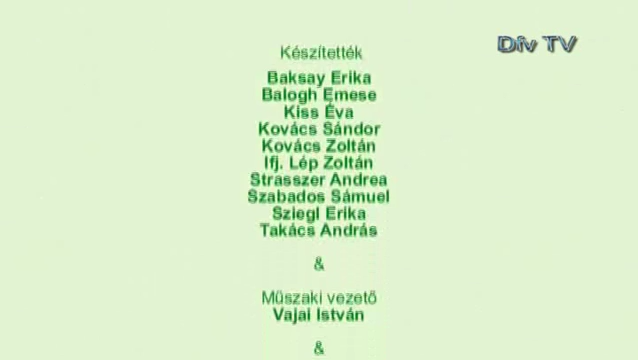 Div TV
Készítették
Baksay Erika
Balogh Emese
Kiss Éva
Kovács Sándor
Kovács Zoltán
Ifj. Lép Zoltán
Strasszer Andrea
Szabados Sámuel
Sziegl Erika
Takács András
&
Műszaki vezető
Vajai István
&